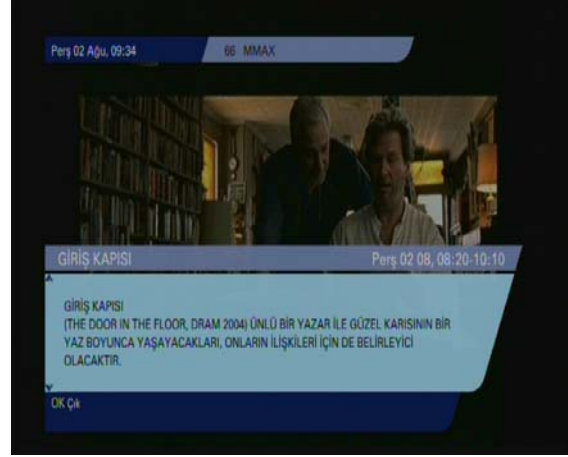 Perş 02 Ağu, 09:34
66 MMAX
GİRİŞ KAPISI
Perş 02 08, 08:20-10:10
GİRİŞ KAPISI
(THE DOOR IN THE FLOOR, DRAM 2004) ÜNLÜ BİR YAZAR İLE GÜZEL KARISININ BİR
YAZ BOYUNCA YAŞAYACAKLARI, ONLARIN İLİŞKİLERİ İÇİN DE BELİRLEYİCİ
OLACAKTIR.
OK Çık